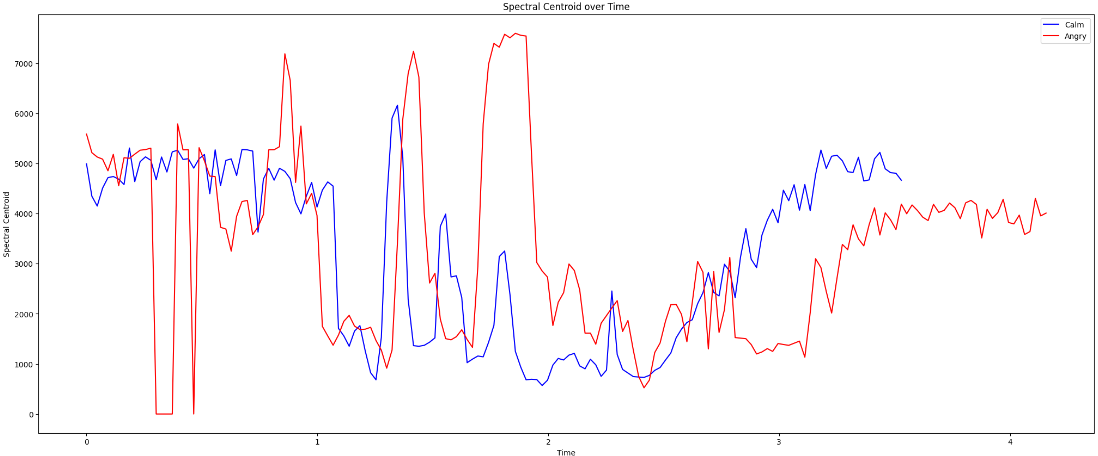 Spectral Centroid over Time
Calm
Angry
Spectral Centroid
7000
6000
5000
4000
3000
2000
1000
0
0 1 2 3 4
Time